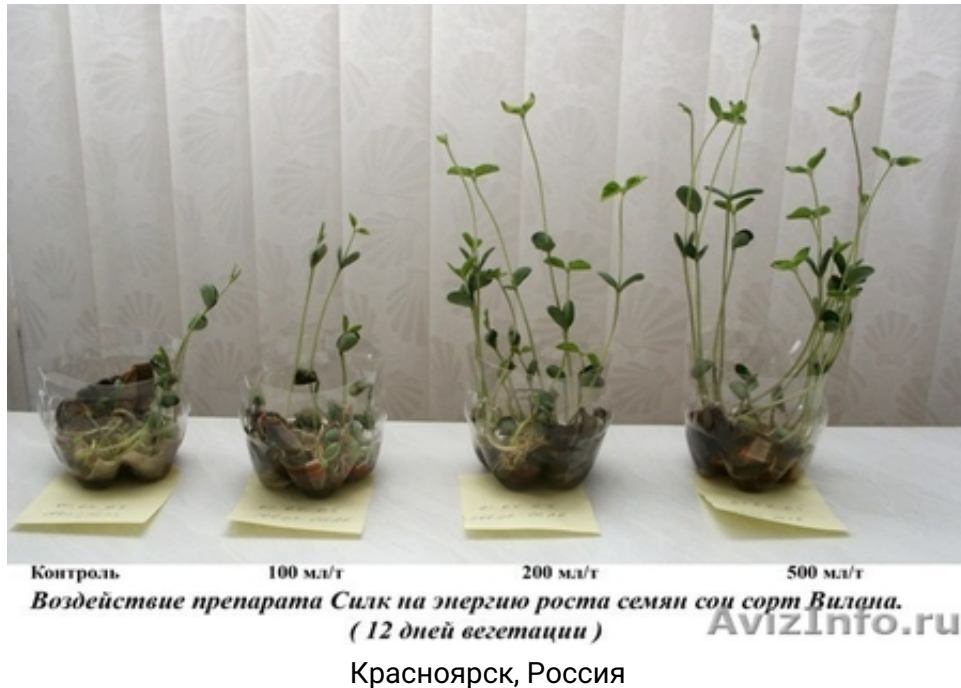 Контроль 100 мл/т 200 мл/т 500 мл/т
Воздействие препарата Силк на энергию роста семян сои сорт Вилана.
( 12 дней вегетации )
AvizInfo.ru
Красноярск, Россия